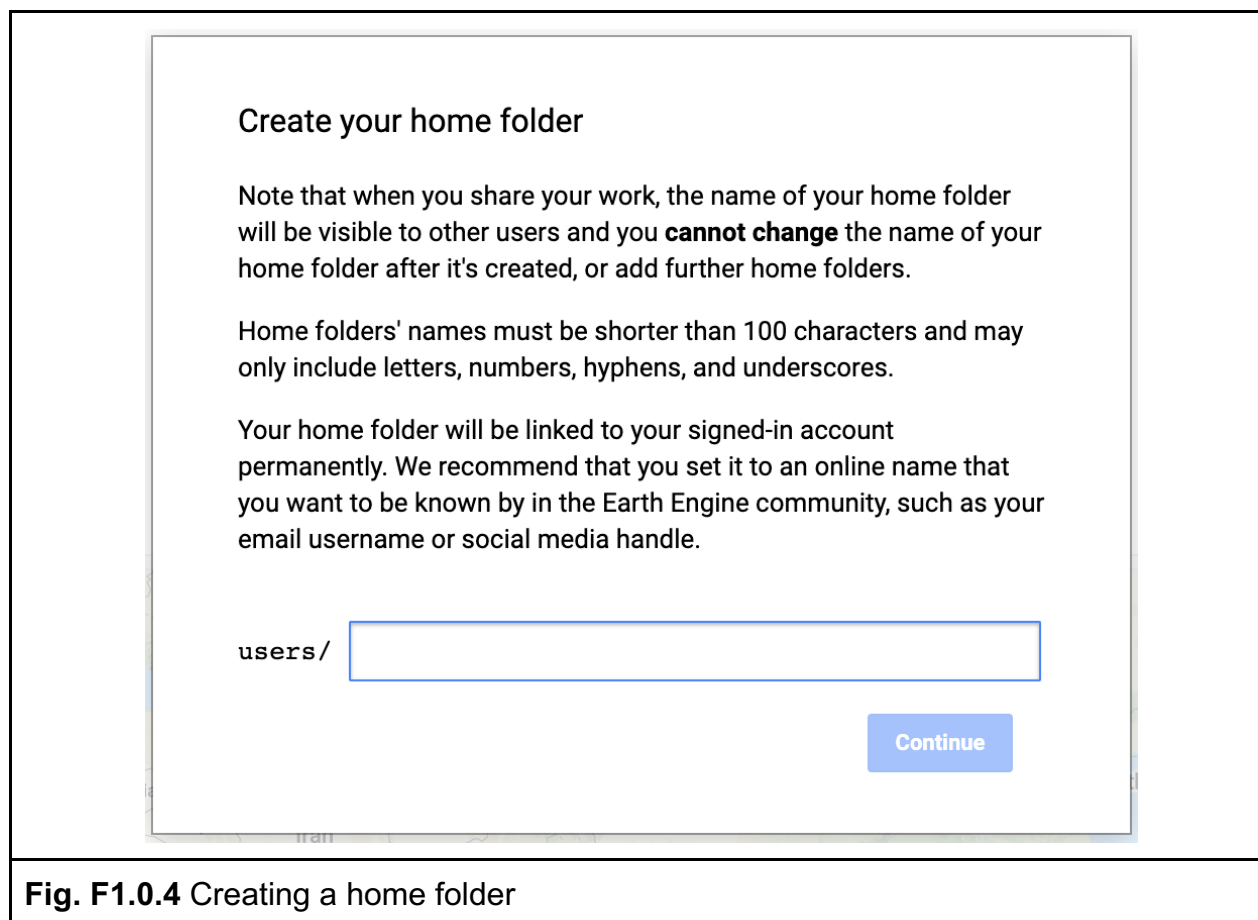 Create your home folder
Note that when you share your work, the name of your home folder
will be visible to other users and you cannot change the name of your
home folder after it's created, or add further home folders.
Home folders' names must be shorter than 100 characters and may
only include letters, numbers, hyphens, and underscores.
Your home folder will be linked to your signed-in account
permanently. We recommend that you set it to an online name that
you want to be known by in the Earth Engine community, such as your
email username or social media handle.
users/
Continue
Iran
Fig. F1.0.4 Creating a home folder